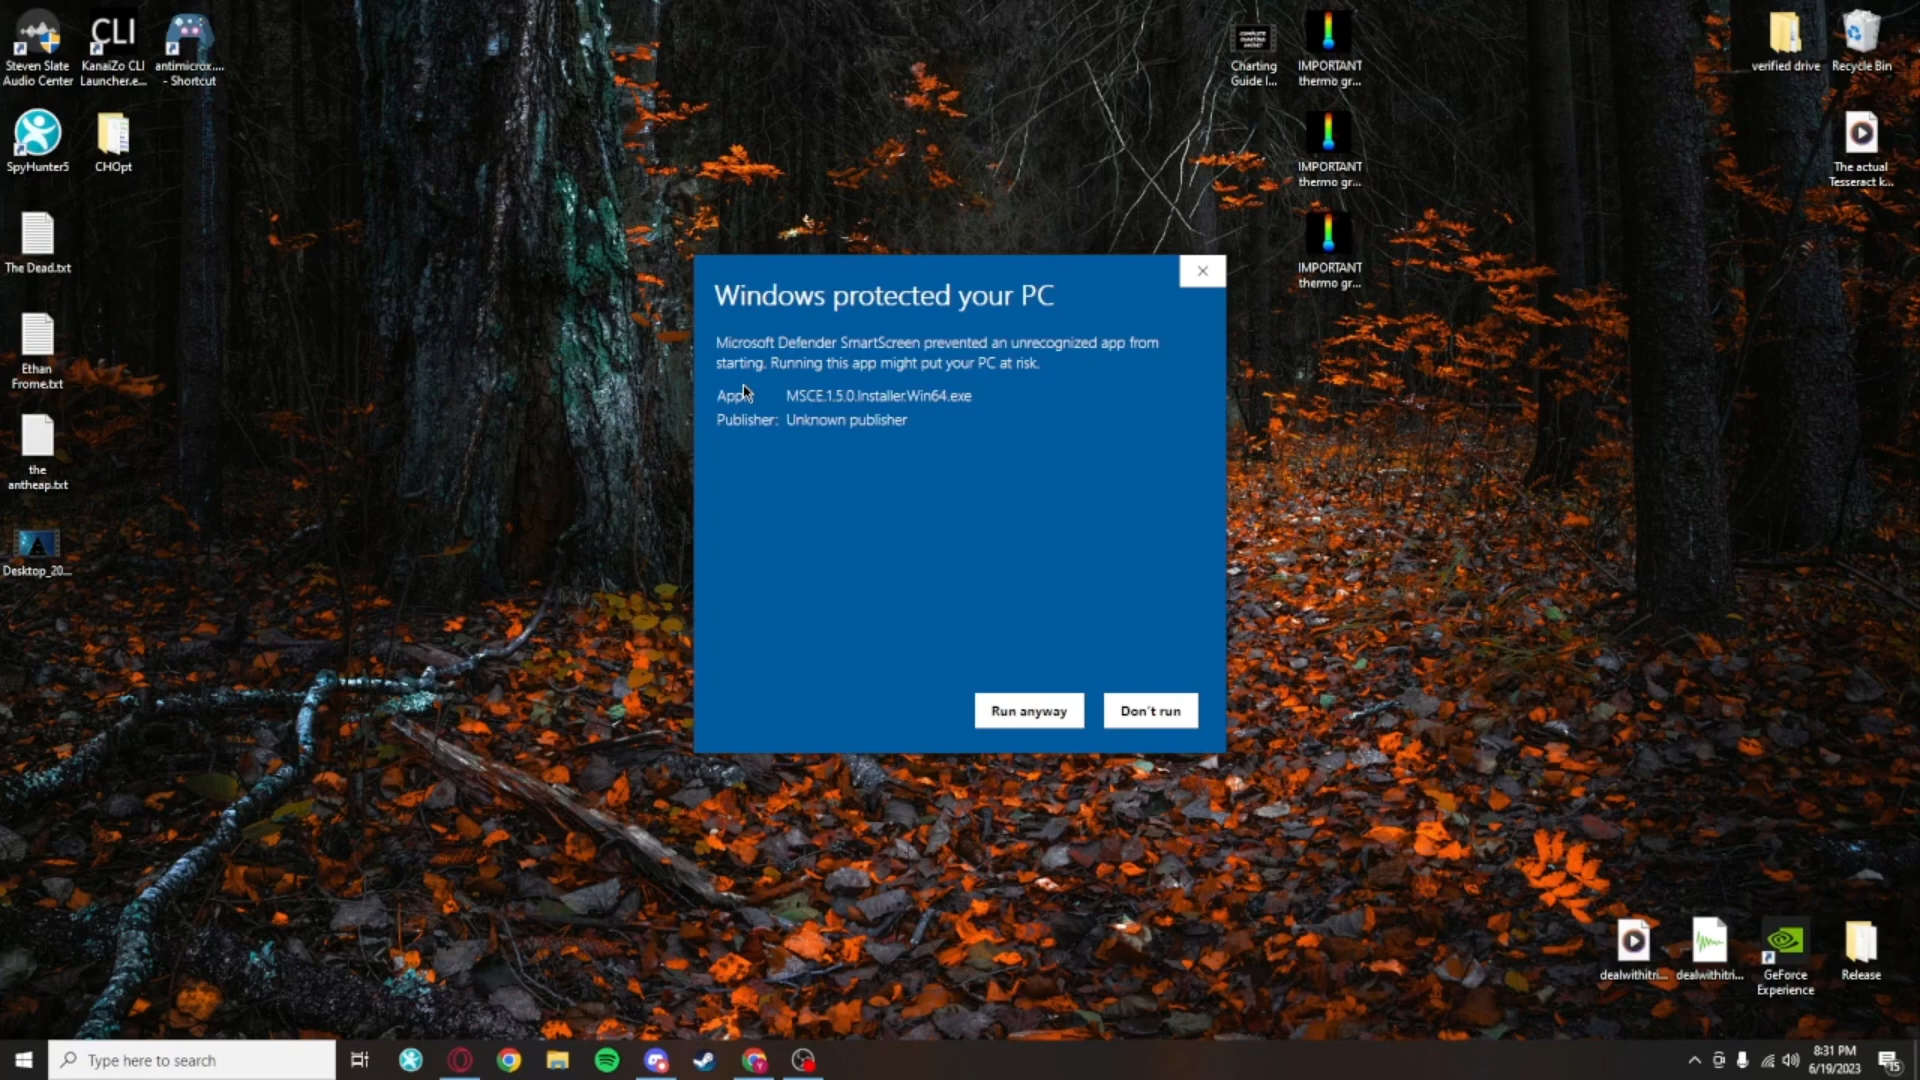 CLI
Steven Slate
Audio Center
KanaiZo CLI
Launcher.e...
antimicrox....
- Shortcut
SpyHunter5
CHOpt
The Dead.txt
Ethan
Frome.txt
the
antheap.txt
Desktop_20...
COMPLETE
CHARTING
GUIDE!
Charting
Guide I...
IMPORTANT
thermo gr...
IMPORTANT
thermo gr...
IMPORTANT
thermo gr...
verified drive
Recycle Bin
The actual
Tesseract k...
Windows protected your PC
Microsoft Defender SmartScreen prevented an unrecognized app from
starting. Running this app might put your PC at risk.
App: MSCE.1.5.0.Installer.Win64.exe
Publisher: Unknown publisher
Run anyway
Don't run
dealwithitri...
dealwithitri...
GeForce
Experience
Release
Type here to search
8:31 PM
6/19/2023
15